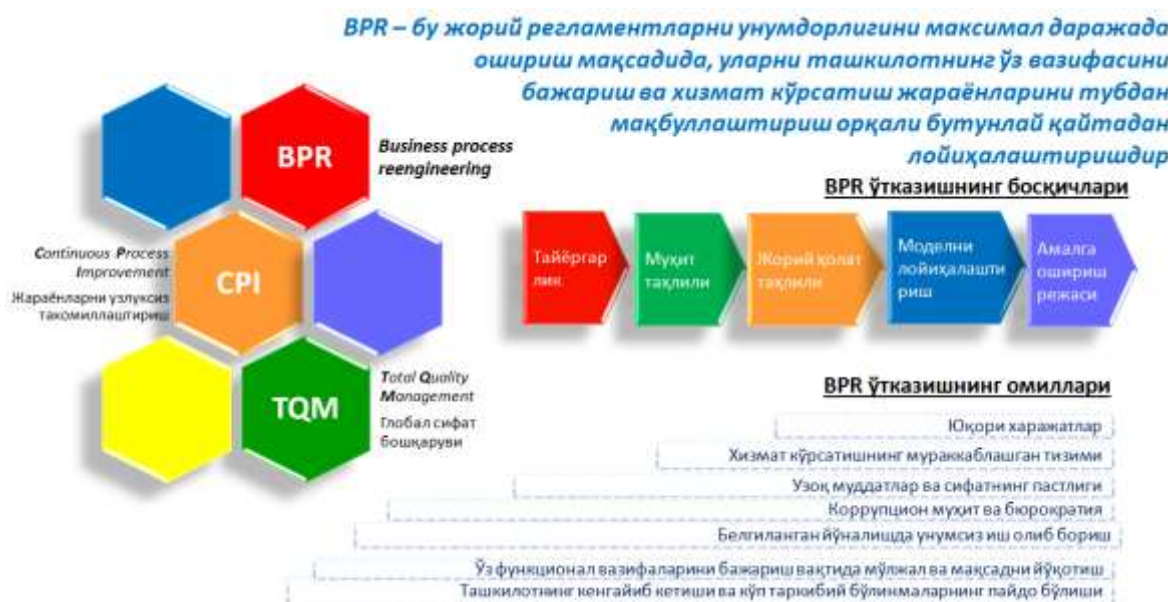 BPR – бу жорий регламентларни унумдорлигини максимал даражада
ошириш мақсадида, уларни ташкилотнинг ўз вазифасини
бажариш ва хизмат кўрсатиш жараёнларини тубдан
мақбуллаштириш орқали бутунлай қайтадан
лойиҳалаштиришдир
BPR
Business process
reengineering
Continuous Process
Improvement
Жараёнларни узлуксиз
такомиллаштириш
CPI
TQM
Total Quality
Management
Глобал сифат
бошқаруви
BPR ўтказишнинг босқичлари
Тайёргар
лик
Муҳит
таҳлили
Жорий ҳолат
таҳлили
Моделни
лойиҳалашти
риш
Амалга
ошириш
режаси
BPR ўтказишнинг омиллари
Юқори харажатлар
Хизмат кўрсатишнинг мураккаблашган тизими
Узоқ муддатлар ва сифатнинг пастлиги
Коррупцион муҳит ва бюрократия
Белгиланган йўналишда унумсиз иш олиб бориш
Ўз функционал вазифаларини бажариш вақтида мўлжал ва мақсадни йўқотиш
Ташкилотнинг кенгайиб кетиши ва кўп таркибий бўлинмаларнинг пайдо бўлиши